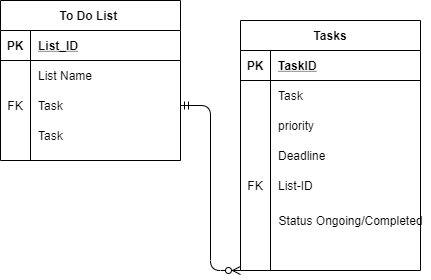 To Do List
PK List_ID
List Name
FK Task
Task
Tasks
PK TaskID
Task
priority
Deadline
FK List-ID
Status Ongoing/Completed